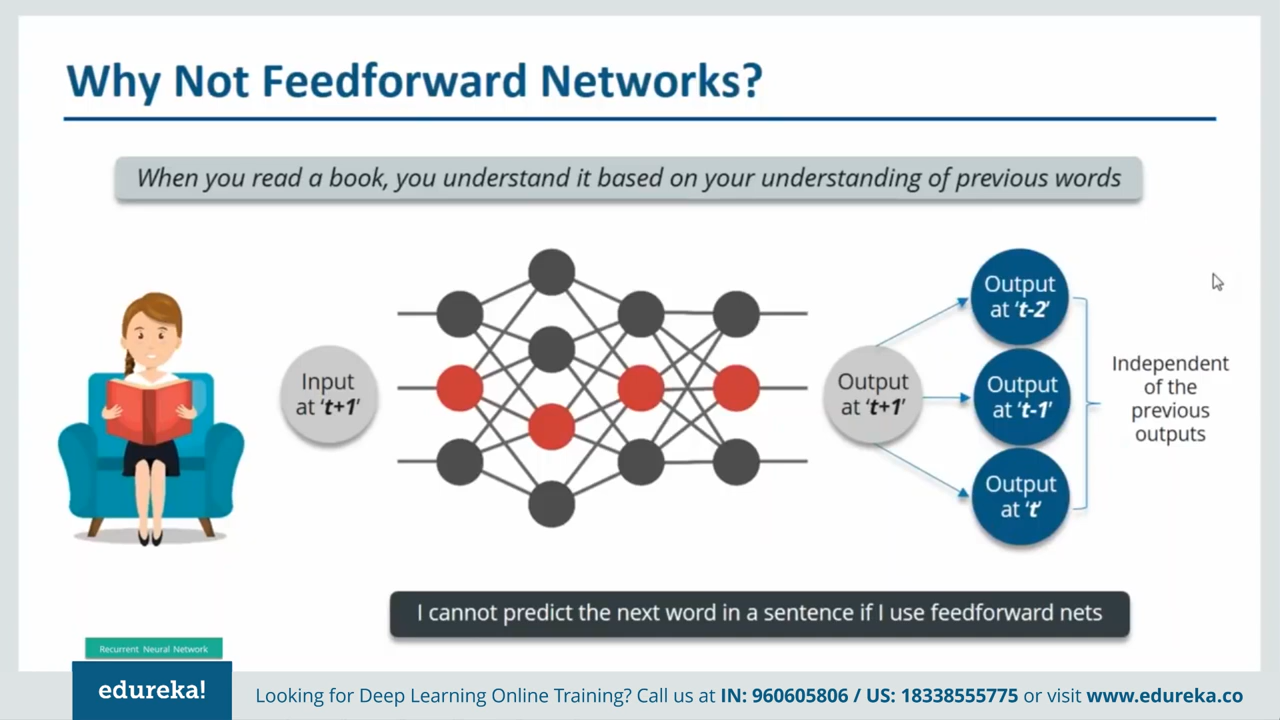 Why Not Feedforward Networks?
When you read a book, you understand it based on your understanding of previous words
Input
at ‘t+1’
Output
at ‘t+1’
Output
at ‘t-2’
Output
at ‘t-1’
Output
at ‘t’
Independent
of the
previous
outputs
I cannot predict the next word in a sentence if I use feedforward nets
Recurrent Neural Network
edureka!
Looking for Deep Learning Online Training? Call us at IN: 960605806 / US: 18338555775 or visit www.edureka.co